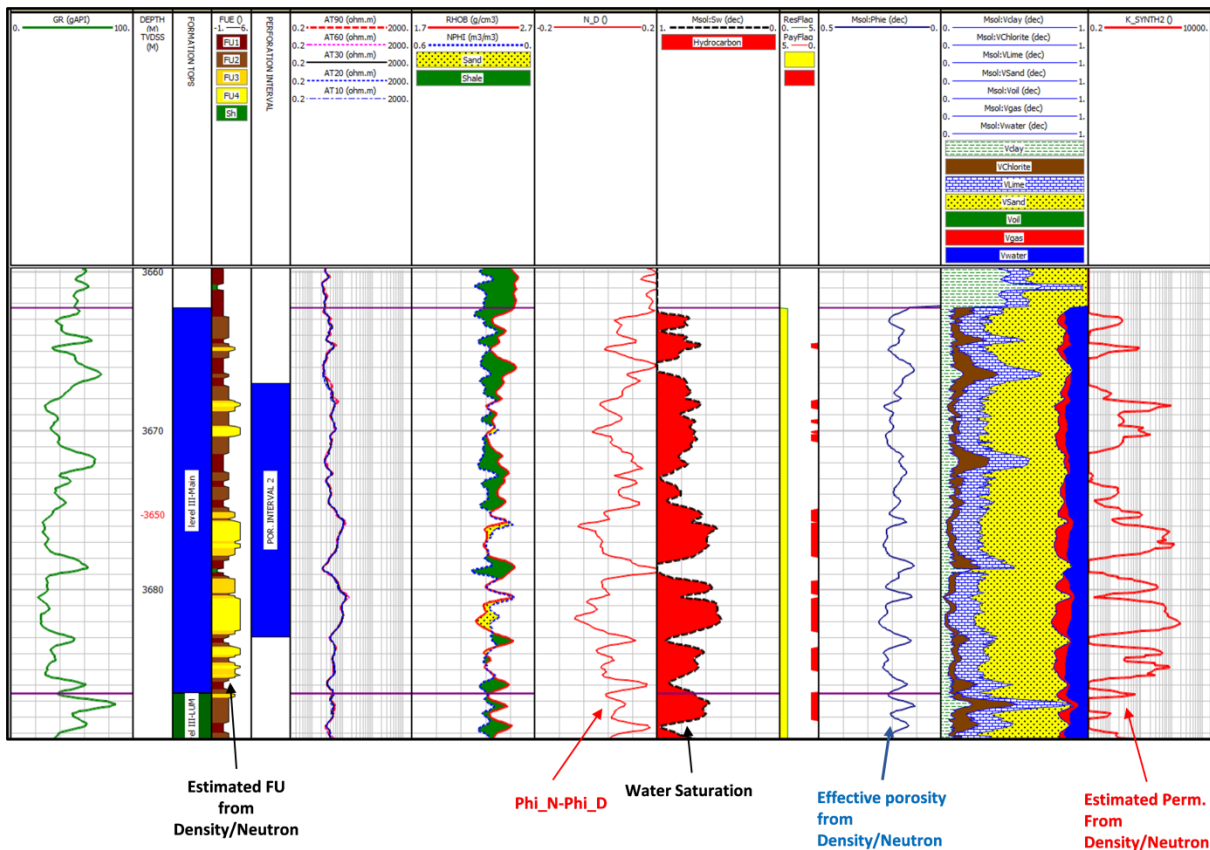 GR (gAPI)
0. 100.
DEPTH
(M)
TVDSS
(M)
FORMATION TOPS
FUE ()
-1. 6.
FU1
FU2
FU3
FU4
Sh
PERFORATION INTERVAL
AT90 (ohm.m)
0.2 2000.
AT60 (ohm.m)
0.2 2000.
AT30 (ohm.m)
0.2 2000.
AT20 (ohm.m)
0.2 2000.
AT10 (ohm.m)
0.2 2000.
RHOB (g/cm3)
1.7 2.7
NPHI (m3/m3)
0.6 0.
Sand
Shale
N_D ()
-0.2 0.2
Msol:Sw (dec)
1. 0.
Hydrocarbon
ResFlag
0. 5.
PayFlag
5. 0.
Msol:Phie (dec)
0.5 0.
Msol:Vclay (dec)
0. 1.
Msol:VChlorite (dec)
0. 1.
Msol:VLime (dec)
0. 1.
Msol:VSand (dec)
0. 1.
Msol:Voil (dec)
0. 1.
Msol:Vgas (dec)
0. 1.
Msol:Vwater (dec)
0. 1.
Vclay
VChlorite
VLime
VSand
Voil
Vgas
Vwater
K_SYNTH2 ()
0.2 10000.
3660
3670
-3650
3680
level III-Main
el III-LUM
POR. INTERVAL 2
Estimated FU
from
Density/Neutron
Phi_N-Phi_D
Water Saturation
Effective porosity
from
Density/Neutron
Estimated Perm.
From
Density/Neutron